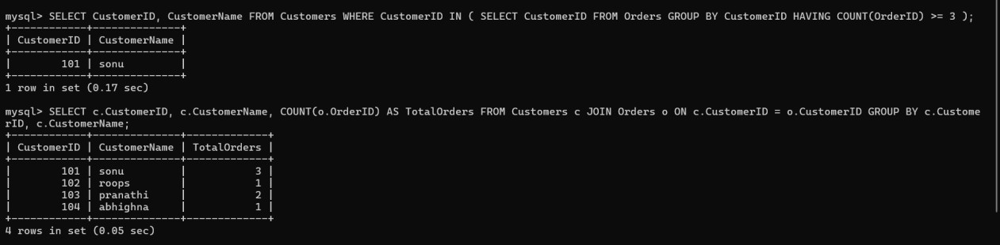 mysql> SELECT CustomerID, CustomerName FROM Customers WHERE CustomerID IN ( SELECT CustomerID FROM Orders GROUP BY CustomerID HAVING COUNT(OrderID) >= 3 );
+------------+--------------+
| CustomerID | CustomerName |
+------------+--------------+
|        101 | sonu         |
+------------+--------------+
1 row in set (0.17 sec)

mysql> SELECT c.CustomerID, c.CustomerName, COUNT(o.OrderID) AS TotalOrders FROM Customers c JOIN Orders o ON c.CustomerID = o.CustomerID GROUP BY c.Custome
rID, c.CustomerName;
+------------+--------------+-------------+
| CustomerID | CustomerName | TotalOrders |
+------------+--------------+-------------+
|        101 | sonu         |           3 |
|        102 | roops        |           1 |
|        103 | pranathi     |           2 |
|        104 | abhighna     |           1 |
+------------+--------------+-------------+
4 rows in set (0.05 sec)